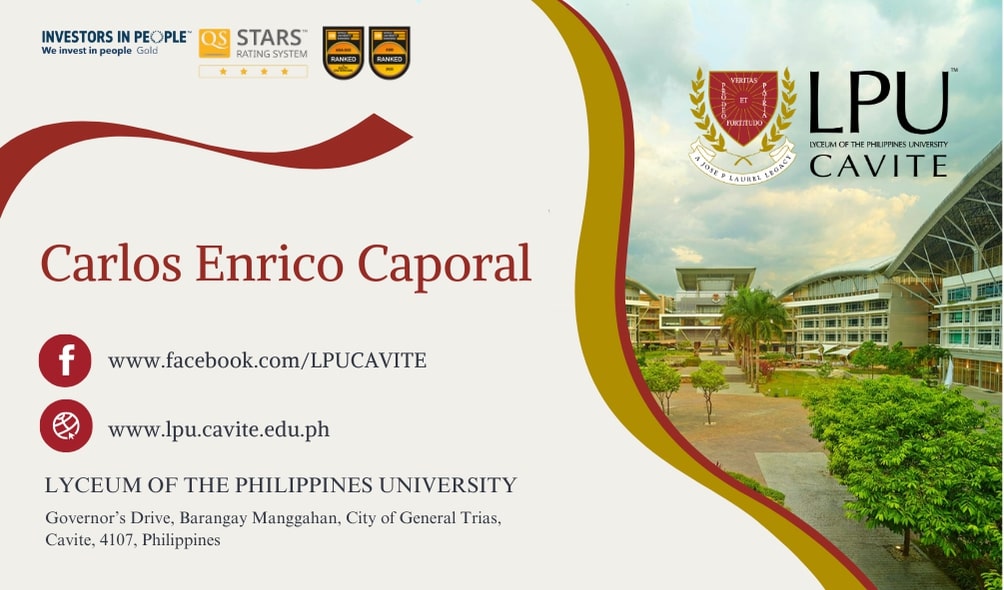 INVESTORS IN PEOPLE™
We invest in people Gold
QS STARS™
RATING SYSTEM
RANKED
RANKED
LPU™
LYCEUM OF THE PHILIPPINES UNIVERSITY
CAVITE
VERITAS
PRO DEO
ET
PATRIA
FORTITUDO
A JOSE P LAUREL LEGACY
Carlos Enrico Caporal
www.facebook.com/LPUCAVITE
www.lpu.cavite.edu.ph
LYCEUM OF THE PHILIPPINES UNIVERSITY
Governor's Drive, Barangay Manggahan, City of General Trias,
Cavite, 4107, Philippines